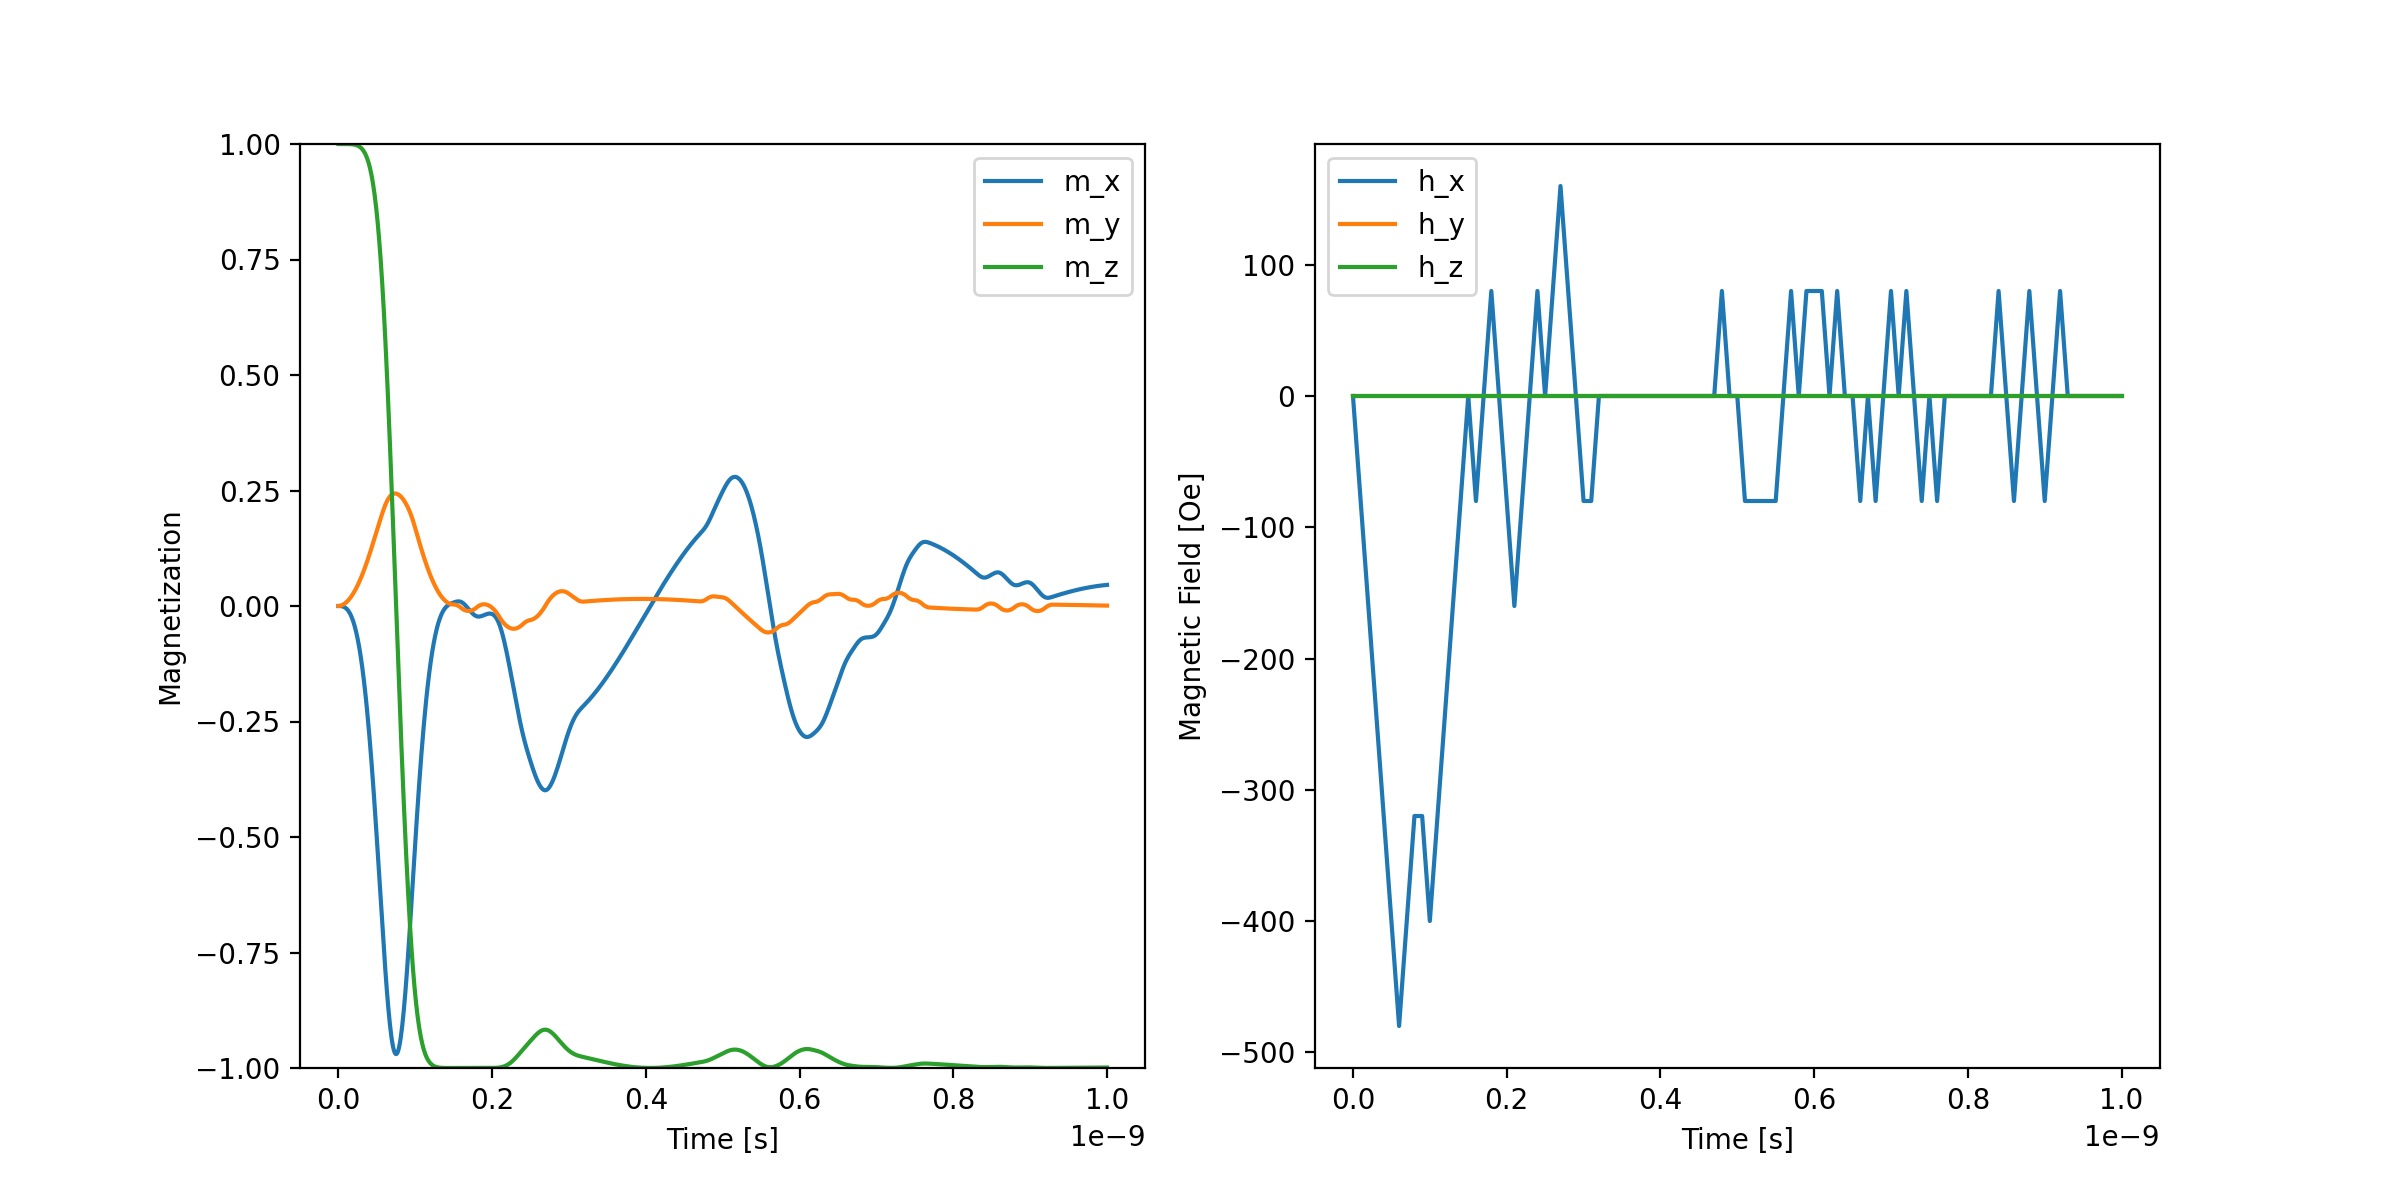 1.00
0.75
0.50
0.25
0.00
−0.25
−0.50
−0.75
−1.00
Magnetization
m_x
m_y
m_z
0.0 0.2 0.4 0.6 0.8 1.0
Time [s]
1e−9
100
0
−100
−200
−300
−400
−500
Magnetic Field [Oe]
h_x
h_y
h_z
0.0 0.2 0.4 0.6 0.8 1.0
Time [s]
1e−9